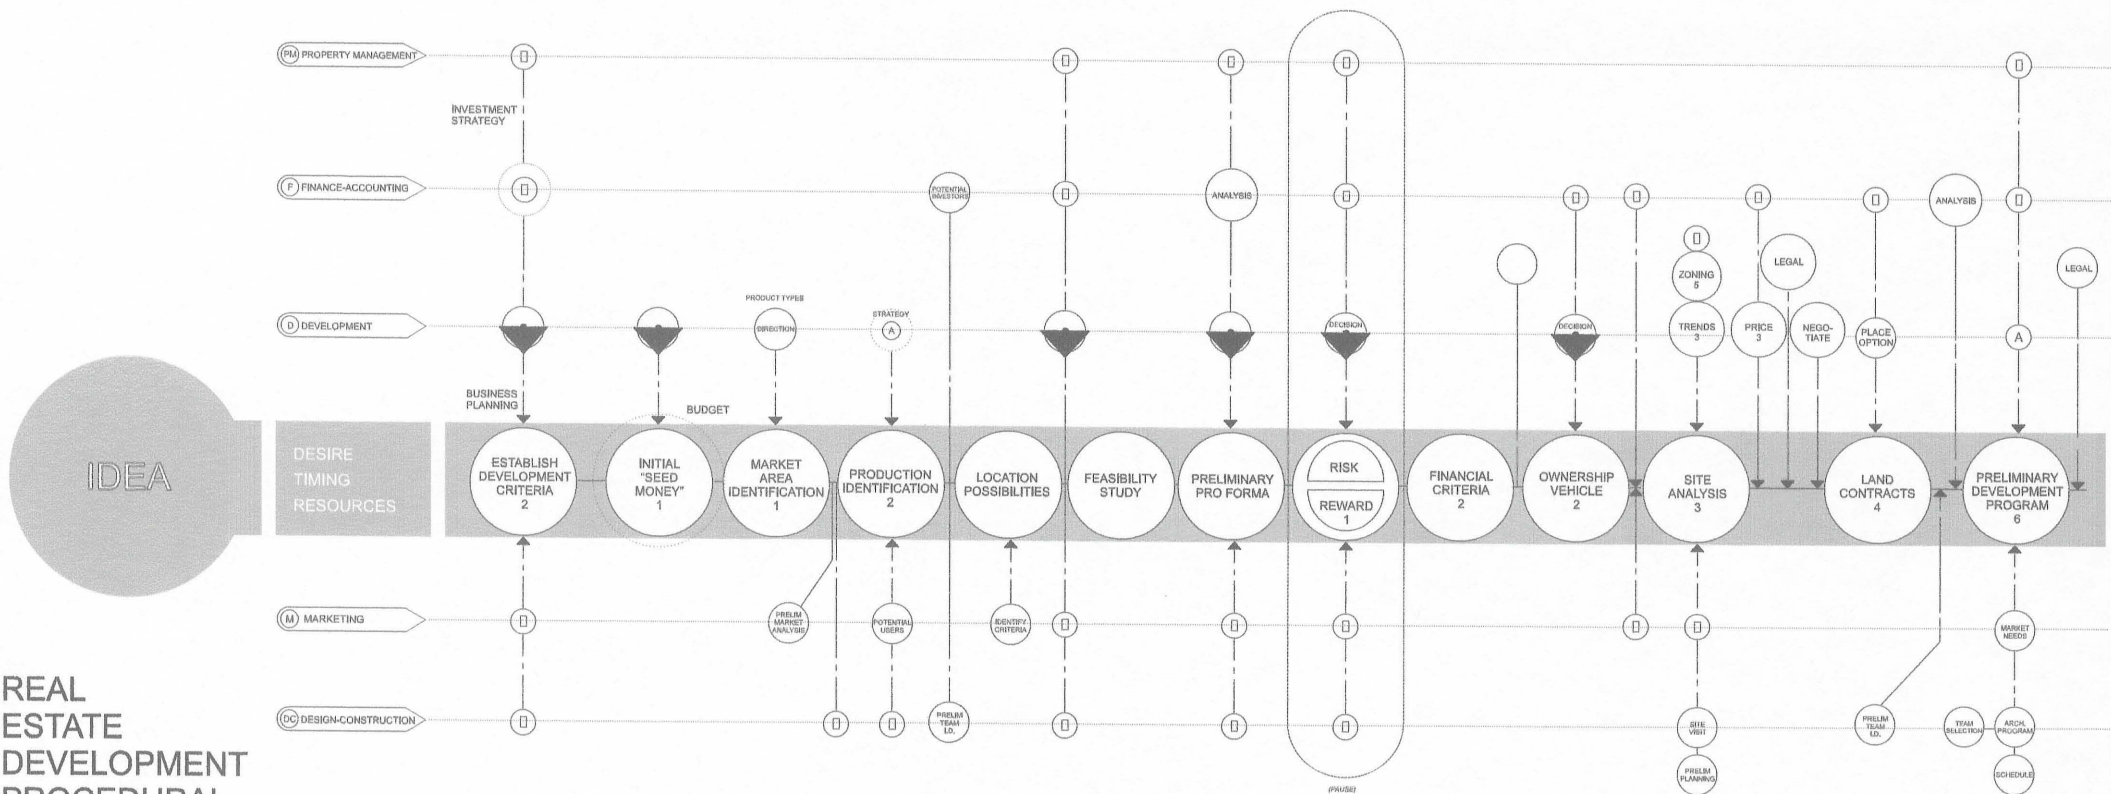 PM PROPERTY MANAGEMENT
INVESTMENT
STRATEGY
F FINANCE-ACCOUNTING
POTENTIAL
INVESTORS
ANALYSIS
ANALYSIS
ZONING
5
LEGAL
LEGAL
D DEVELOPMENT
PRODUCT TYPES
DIRECTION
STRATEGY
A
DECISION
DECISION
TRENDS
3
PRICE
3
NEGO-
TIATE
PLACE
OPTION
A
BUSINESS
PLANNING
BUDGET
IDEA
DESIRE
TIMING
RESOURCES
ESTABLISH
DEVELOPMENT
CRITERIA
2
INITIAL
"SEED
MONEY"
1
MARKET
AREA
IDENTIFICATION
1
PRODUCTION
IDENTIFICATION
2
LOCATION
POSSIBILITIES
FEASIBILITY
STUDY
PRELIMINARY
PRO FORMA
RISK
REWARD
1
FINANCIAL
CRITERIA
2
OWNERSHIP
VEHICLE
2
SITE
ANALYSIS
3
LAND
CONTRACTS
4
PRELIMINARY
DEVELOPMENT
PROGRAM
6
M MARKETING
PRELIM
MARKET
ANALYSIS
POTENTIAL
USERS
IDENTIFY
CRITERIA
MARKET
NEEDS
DC DESIGN-CONSTRUCTION
PRELIM
TEAM
I.D.
SITE
VISIT
PRELIM
TEAM
I.D.
TEAM
SELECTION
ARCH.
PROGRAM
PRELIM
PLANNING
SCHEDULE
(PAUSE)
REAL
ESTATE
DEVELOPMENT
PROCEDURAL